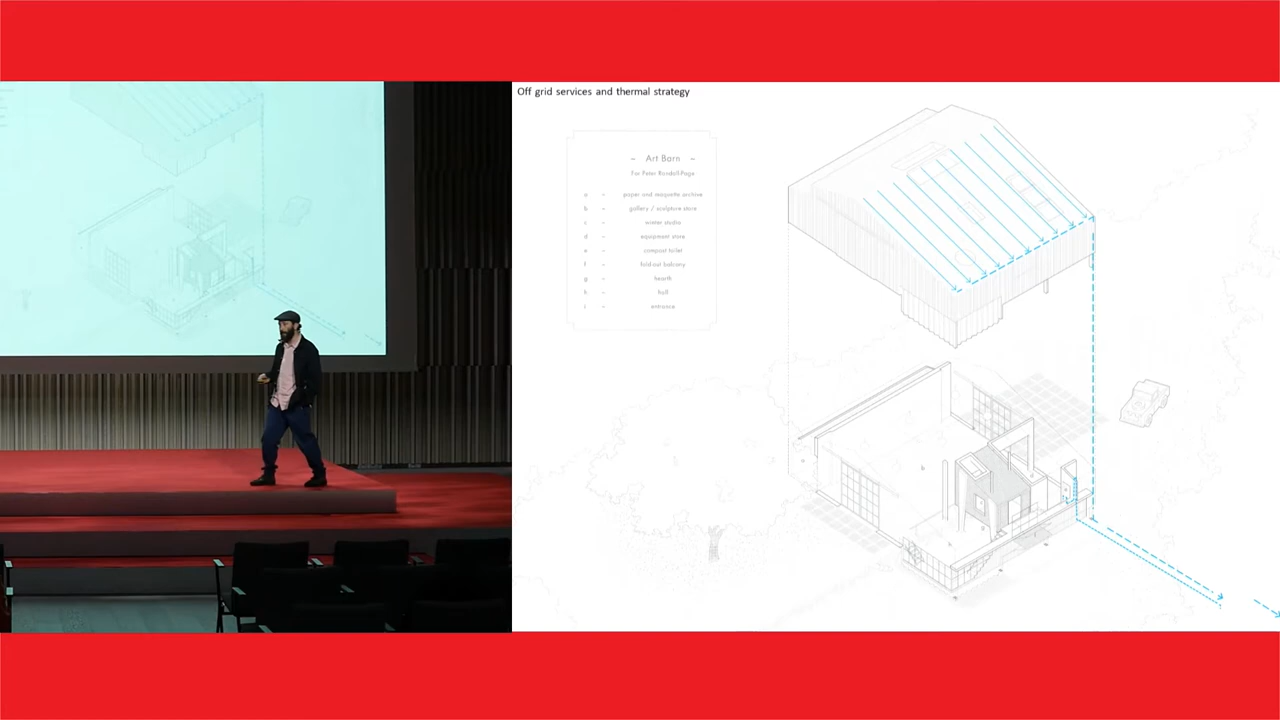 Off grid services and thermal strategy
– Art Barn –
For Peter Randall-Page
a – paper and maquette archive
b – gallery / sculpture store
c – winter studio
d – equipment store
e – compost toilet
f – fold-out balcony
g – hearth
h – hall
i – entrance